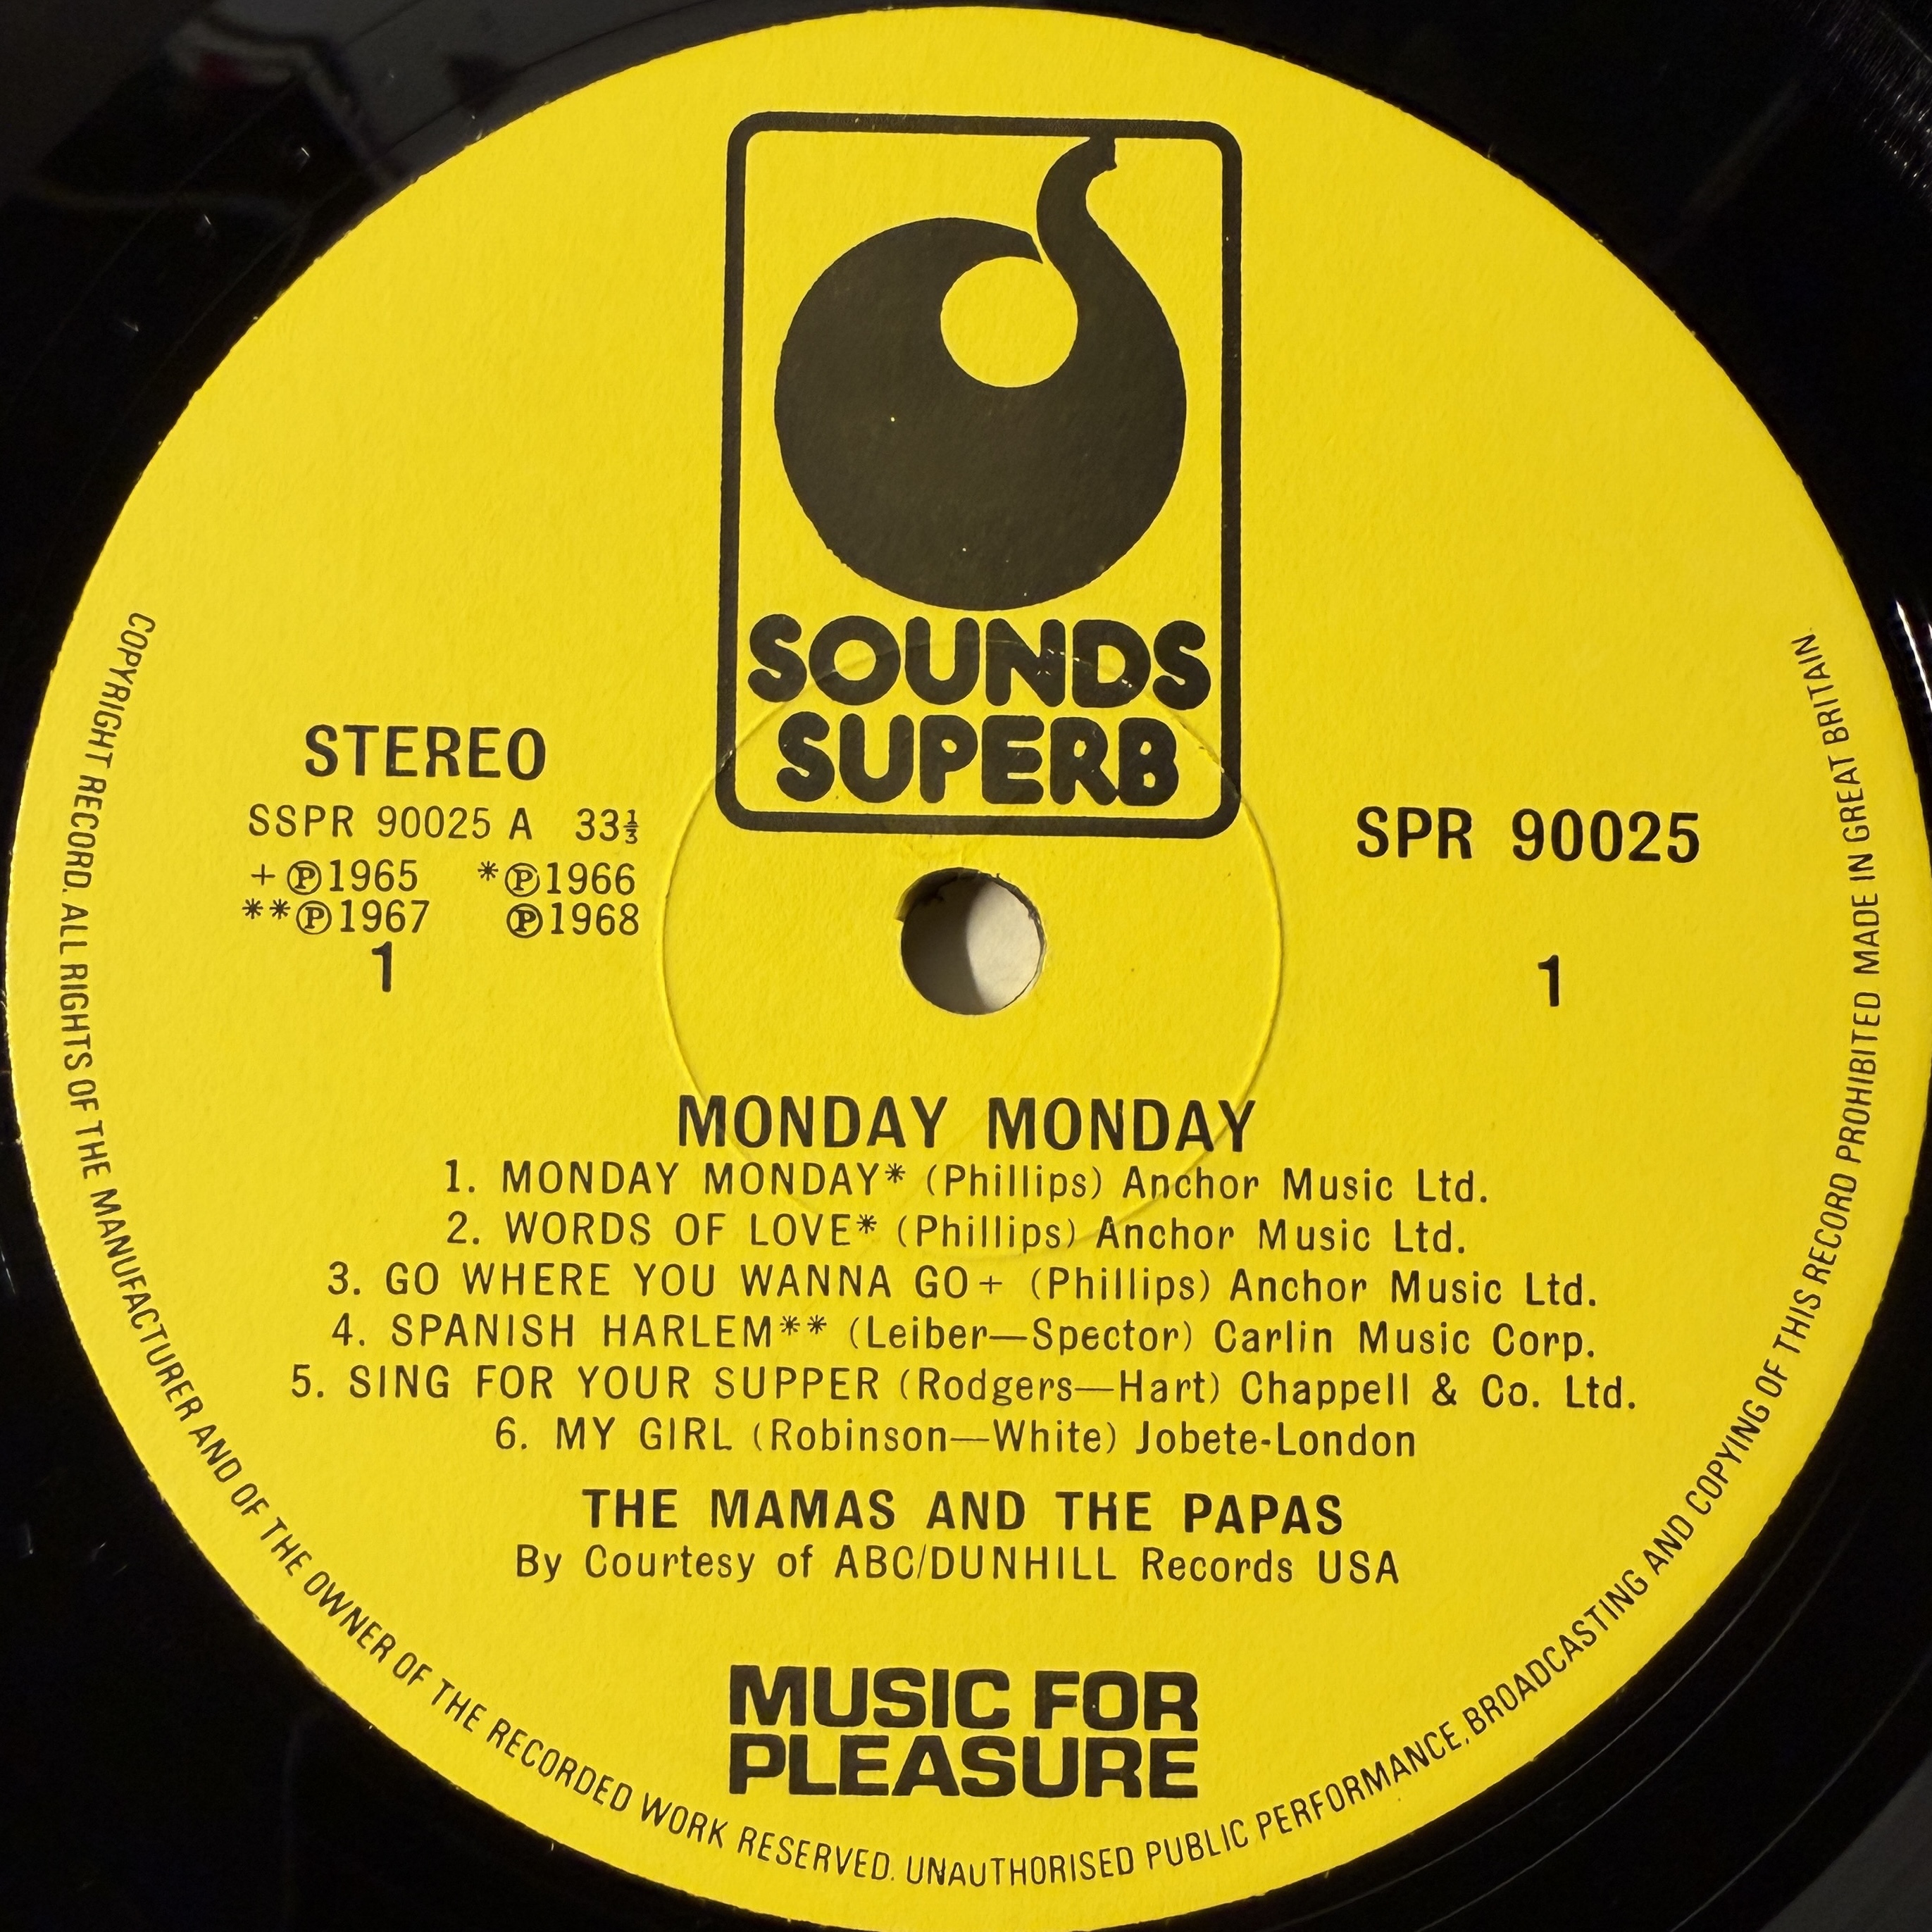 SOUNDS
SUPERB
STEREO
SSPR 90025 A 33⅓
+ ℗1965 *℗1966
**℗1967 ℗1968
1
SPR 90025
1
MONDAY MONDAY
1. MONDAY MONDAY* (Phillips) Anchor Music Ltd.
2. WORDS OF LOVE* (Phillips) Anchor Music Ltd.
3. GO WHERE YOU WANNA GO+ (Phillips) Anchor Music Ltd.
4. SPANISH HARLEM** (Leiber—Spector) Carlin Music Corp.
5. SING FOR YOUR SUPPER (Rodgers—Hart) Chappell & Co. Ltd.
6. MY GIRL (Robinson—White) Jobete-London
THE MAMAS AND THE PAPAS
By Courtesy of ABC/DUNHILL Records USA
MUSIC FOR
PLEASURE
COPYRIGHT RECORD. ALL RIGHTS OF THE MANUFACTURER AND OF THE OWNER OF THE RECORDED WORK RESERVED. UNAUTHORISED PUBLIC PERFORMANCE, BROADCASTING AND COPYING OF THIS RECORD PROHIBITED MADE IN GREAT BRITAIN